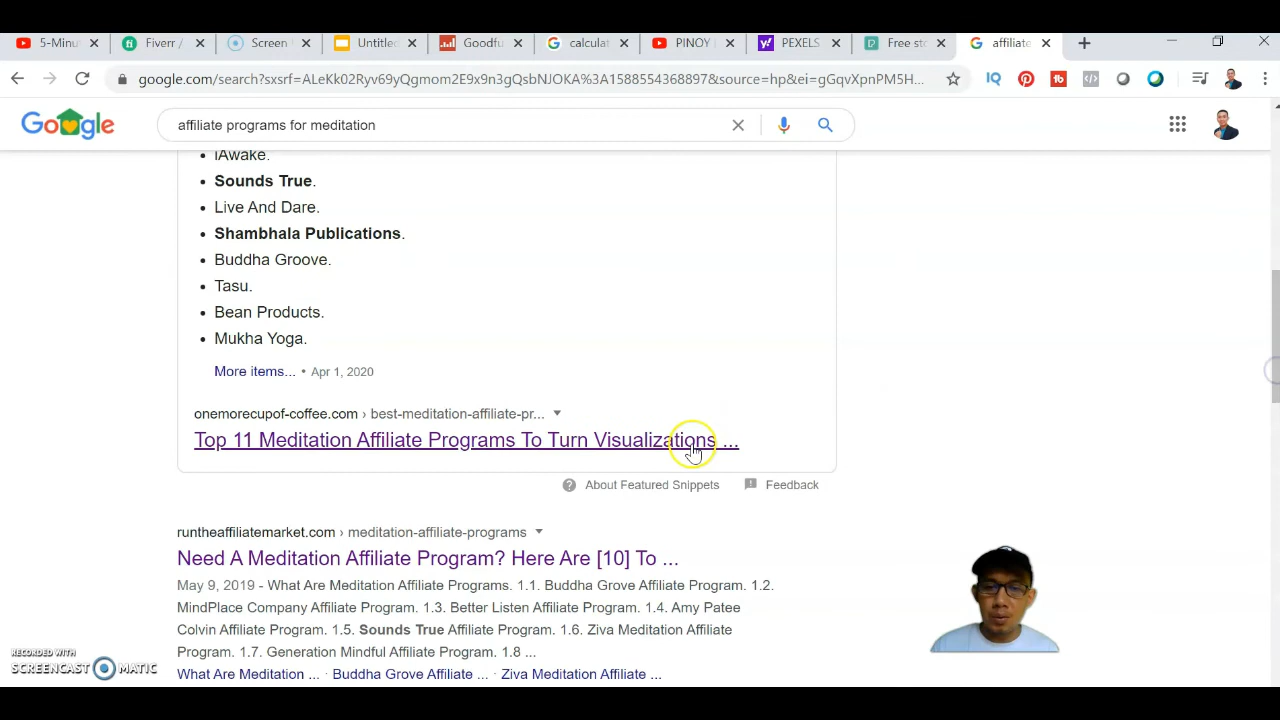 5-Minu
Fiverr /
Screen
Untitle
Goodfu
calculat
PINOY
PEXELS
Free sto
affiliate
google.com/search?sxsrf=ALeKk02Ryv69yQgmom2E9x9n3gQsbNJOKA%3A1588554368897&source=hp&ei=gGqvXpnPM5H...
Google
affiliate programs for meditation
iAwake.
Sounds True.
Live And Dare.
Shambhala Publications.
Buddha Groove.
Tasu.
Bean Products.
Mukha Yoga.
More items... • Apr 1, 2020
onemorecupof-coffee.com › best-meditation-affiliate-pr...
Top 11 Meditation Affiliate Programs To Turn Visualizations ...
About Featured Snippets Feedback
runtheaffiliatemarket.com › meditation-affiliate-programs
Need A Meditation Affiliate Program? Here Are [10] To ...
May 9, 2019 - What Are Meditation Affiliate Programs. 1.1. Buddha Grove Affiliate Program. 1.2.
MindPlace Company Affiliate Program. 1.3. Better Listen Affiliate Program. 1.4. Amy Patee
Colvin Affiliate Program. 1.5. Sounds True Affiliate Program. 1.6. Ziva Meditation Affiliate
Program. 1.7. Generation Mindful Affiliate Program. 1.8 ...
What Are Meditation ... · Buddha Grove Affiliate ... · Ziva Meditation Affiliate ...
RECORDED WITH
SCREENCAST MATIC